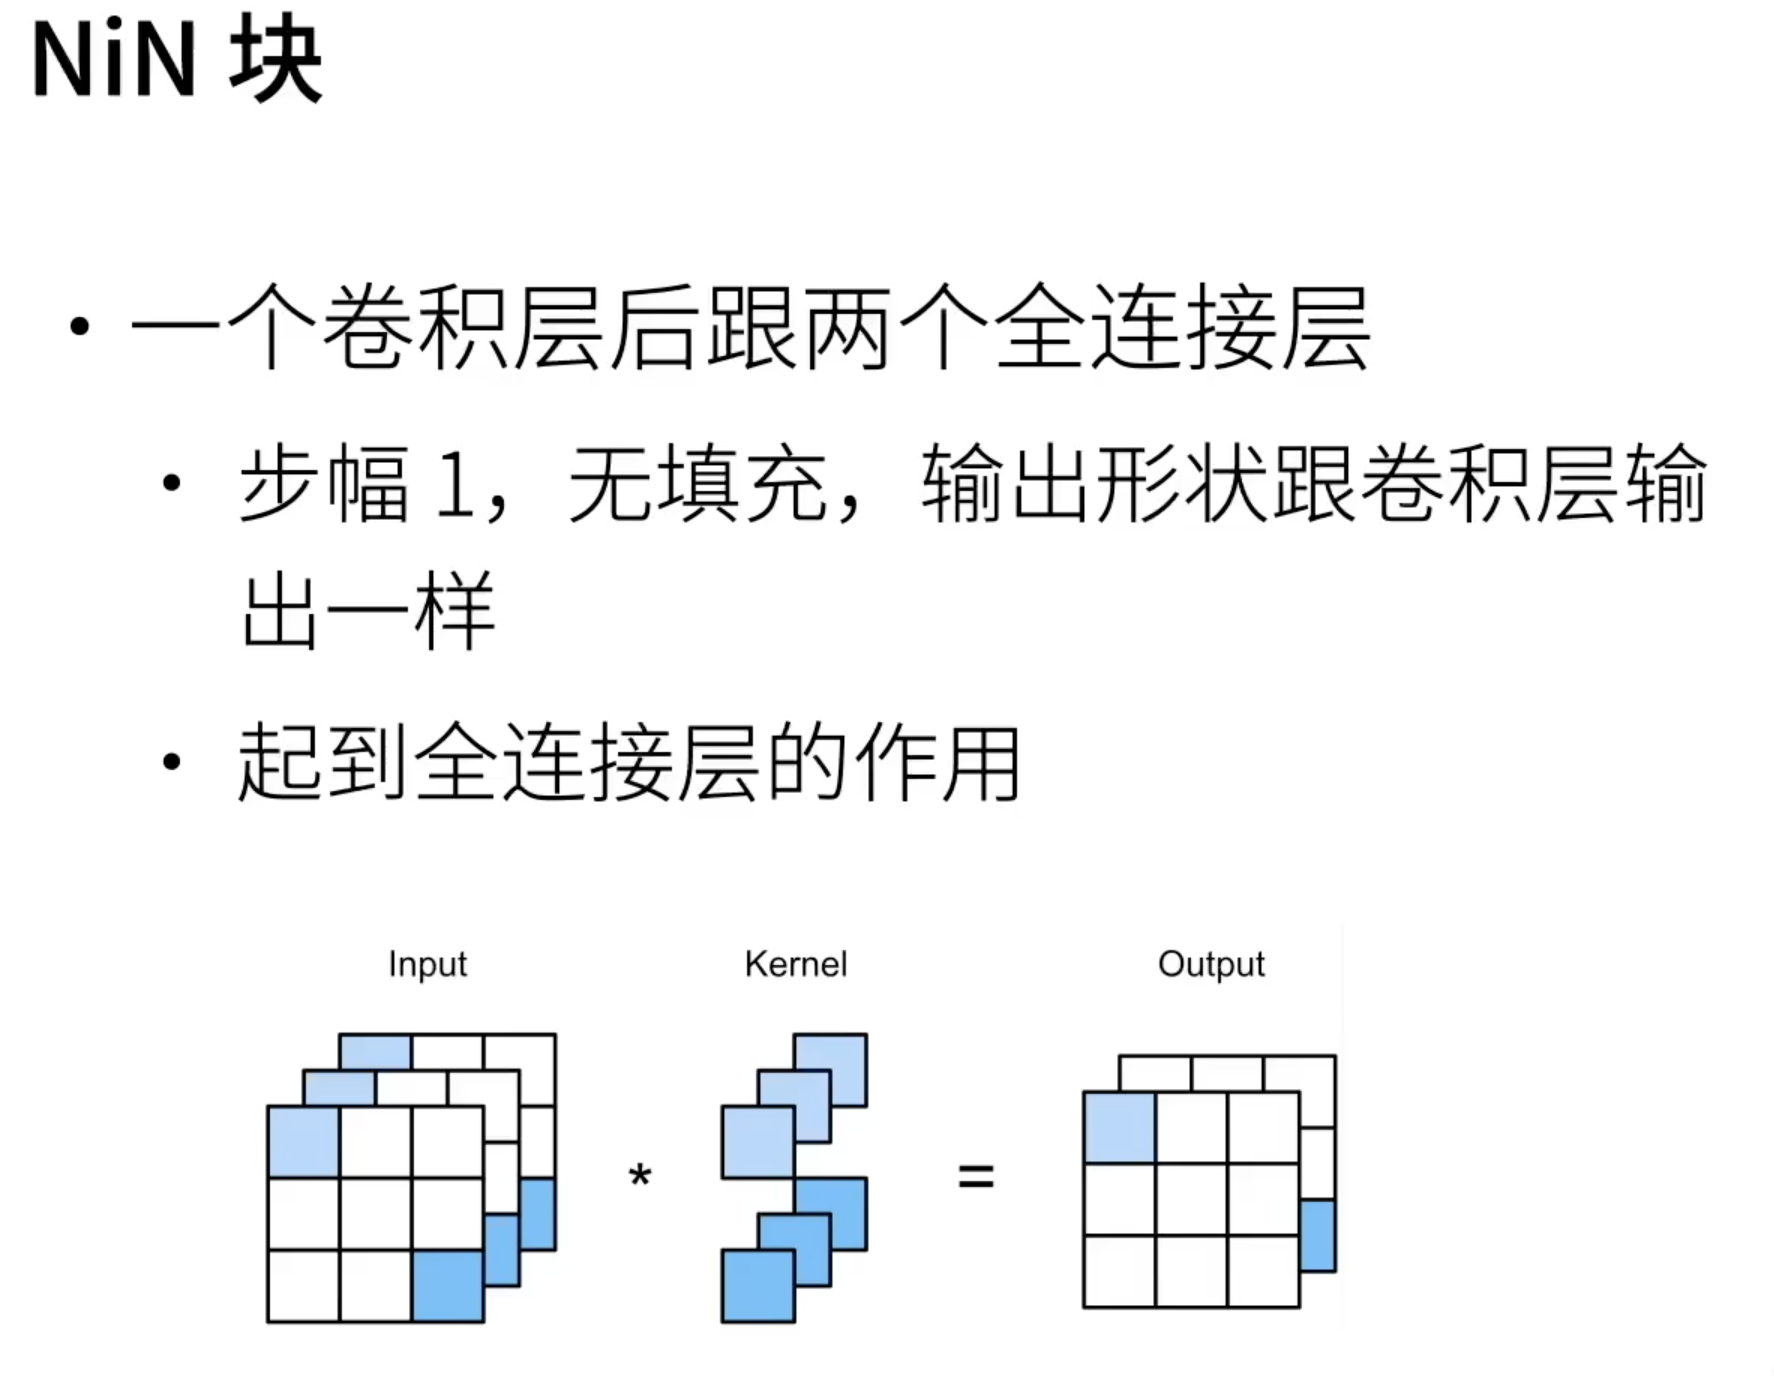 NiN 块
• 一个卷积层后跟两个全连接层
• 步幅 1，无填充，输出形状跟卷积层输
出一样
• 起到全连接层的作用
Input Kernel Output
* =